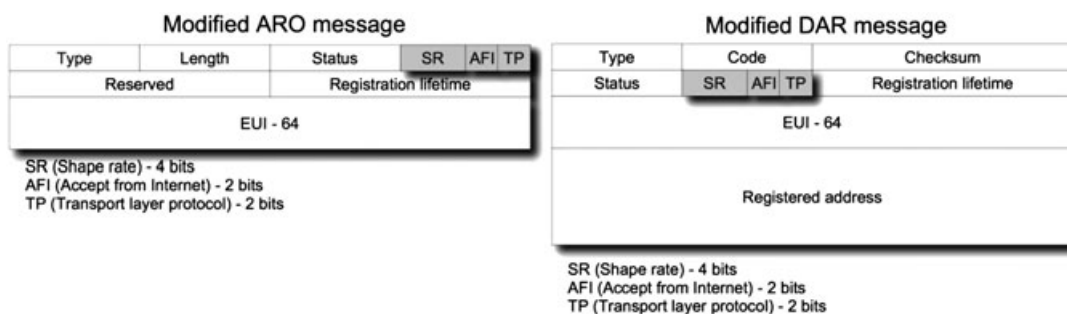 Modified ARO message
Type Length Status SR AFI TP
Reserved Registration lifetime
EUI - 64
SR (Shape rate) - 4 bits
AFI (Accept from Internet) - 2 bits
TP (Transport layer protocol) - 2 bits
Modified DAR message
Type Code Checksum
Status SR AFI TP Registration lifetime
EUI - 64
Registered address
SR (Shape rate) - 4 bits
AFI (Accept from Internet) - 2 bits
TP (Transport layer protocol) - 2 bits